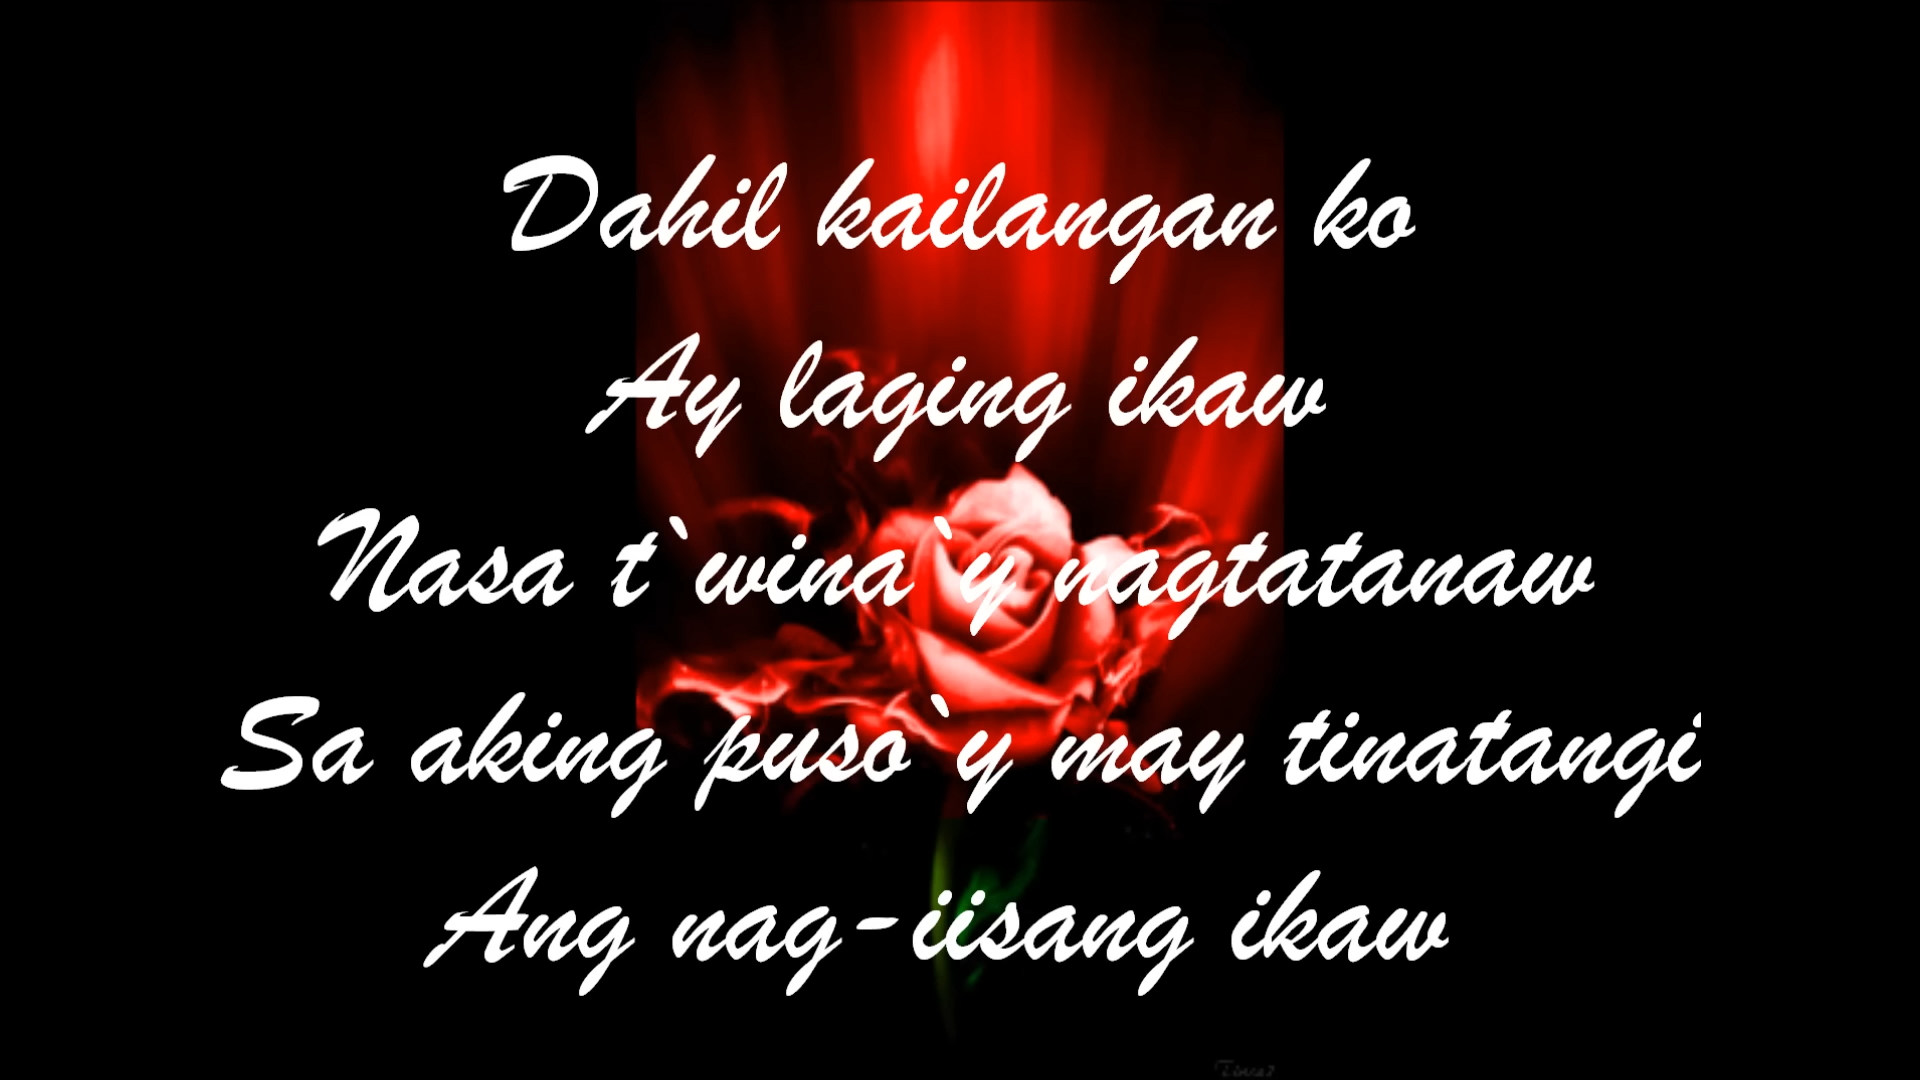 Dahil kailangan ko
Ay laging ikaw
Nasa t`wina`y nagtatanaw
Sa aking puso`y may tinatangi
Ang nag-iisang ikaw